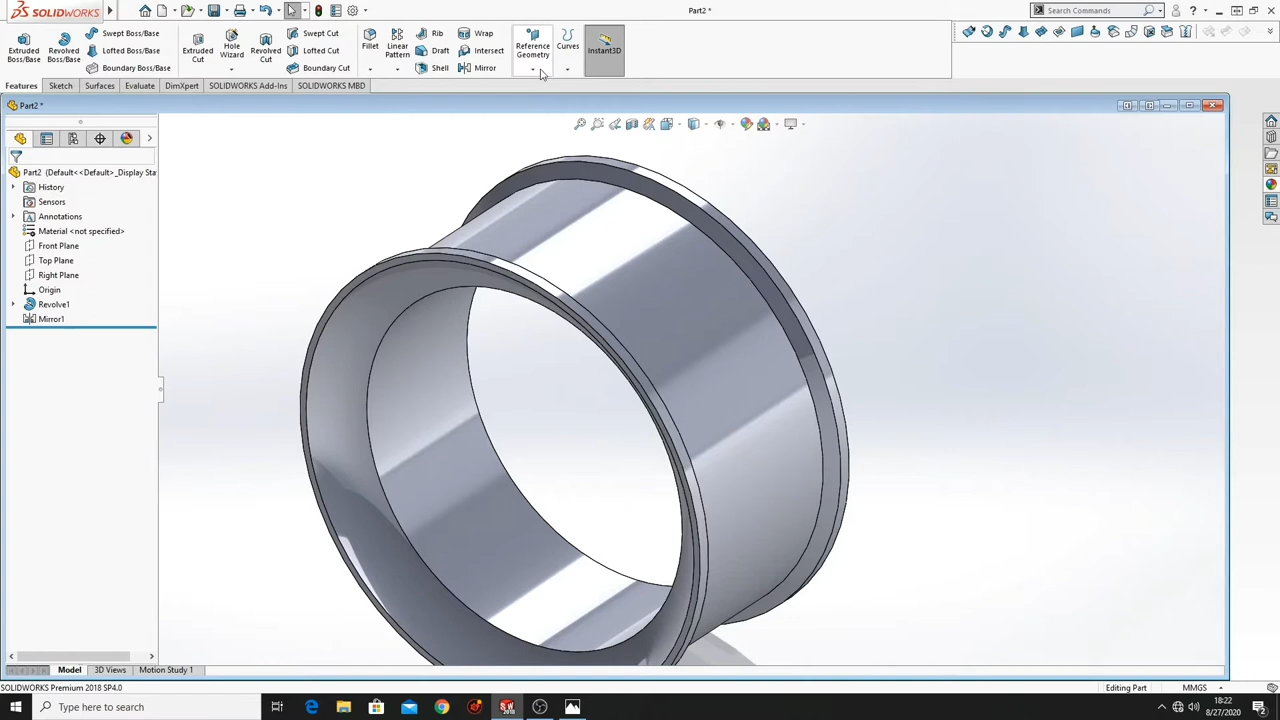 SOLIDWORKS
Part2 *
Search Commands
Extruded Boss/Base
Revolved Boss/Base
Swept Boss/Base
Lofted Boss/Base
Boundary Boss/Base
Extruded Cut
Hole Wizard
Revolved Cut
Swept Cut
Lofted Cut
Boundary Cut
Fillet
Linear Pattern
Rib
Draft
Shell
Wrap
Intersect
Mirror
Reference Geometry
Curves
Instant3D
Features
Sketch
Surfaces
Evaluate
DimXpert
SOLIDWORKS Add-Ins
SOLIDWORKS MBD
Part2 *
Part2 (Default<<Default>_Display Sta
History
Sensors
Annotations
Material <not specified>
Front Plane
Top Plane
Right Plane
Origin
Revolve1
Mirror1
Model
3D Views
Motion Study 1
SOLIDWORKS Premium 2018 SP4.0
Editing Part
MMGS
Type here to search
18:22
8/27/2020